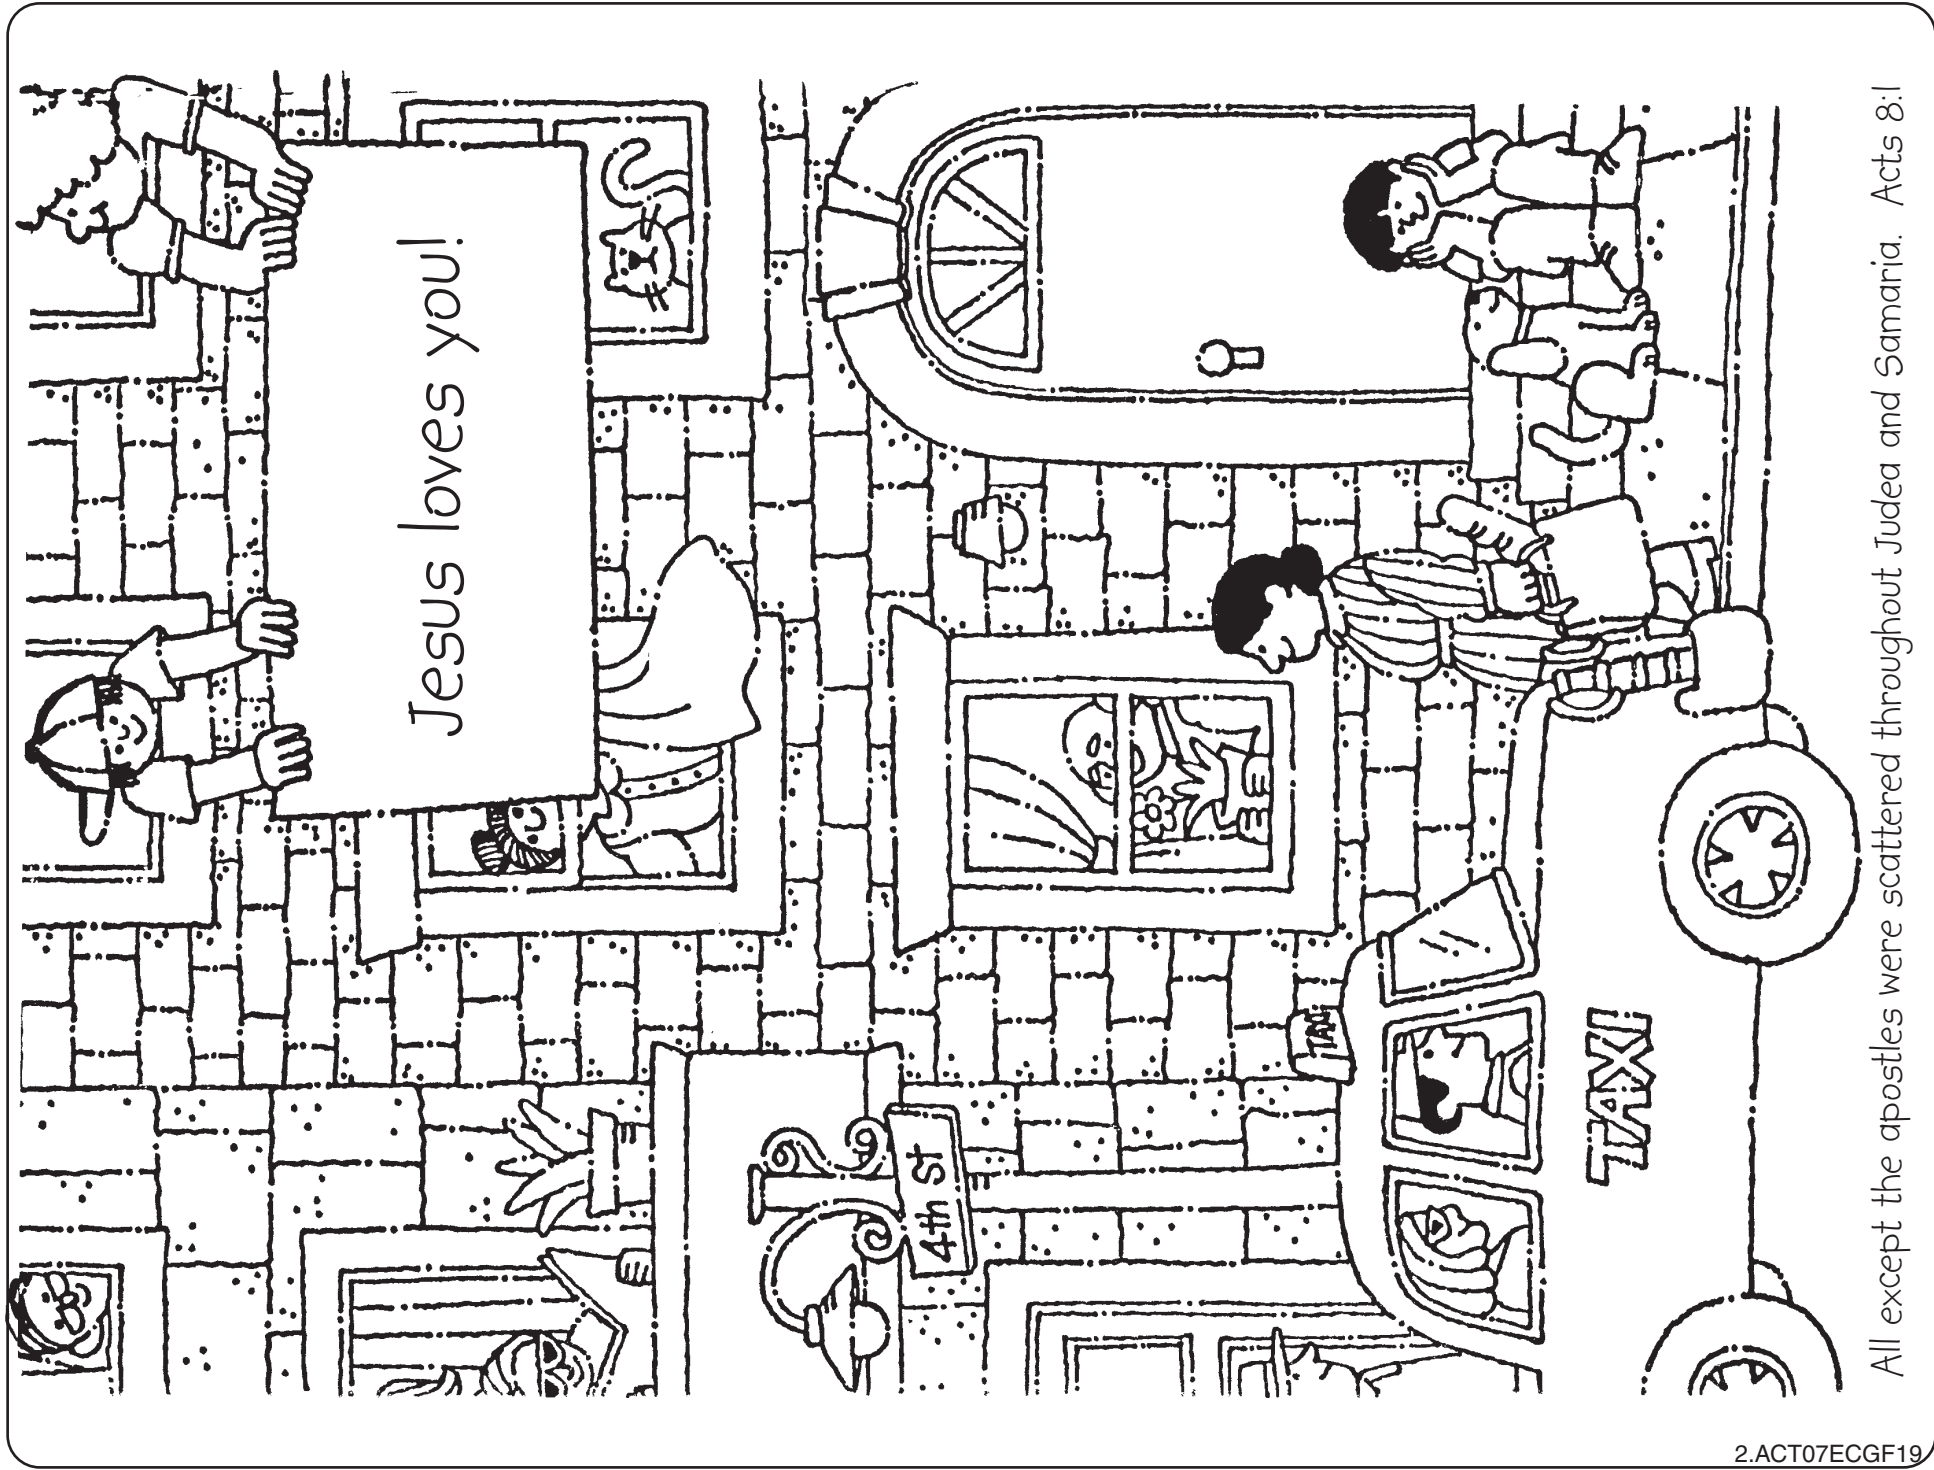 Jesus loves you!
4th St
TAXI
TAXI
All except the apostles were scattered throughout Judea and Samaria. Acts 8:1
2.ACT07ECGF19